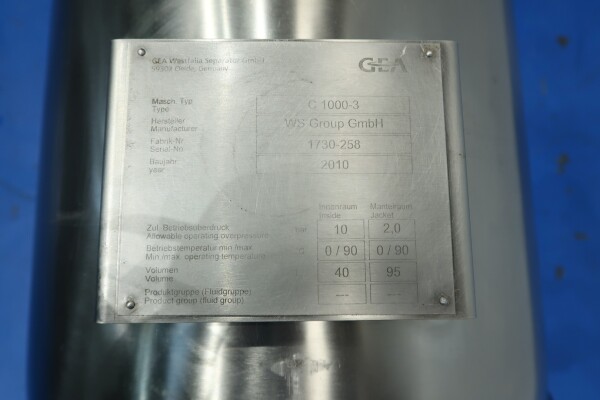 GEA Westfalia Separator GmbH
59302 Oelde, Germany
GEA
Masch. Typ
Type
C 1000-3
Hersteller
Manufacturer
WS Group GmbH
Fabrik-Nr
Serial-No.
1730-258
Baujahr
year
2010
Innenraum
Inside
Mantelraum
Jacket
Zul. Betriebsüberdruck
Allowable operating overpressure
10
2,0
Betriebstemperatur min./max.
Min./max. operating temperature
0 / 90
0 / 90
Volumen
Volume
40
95
Produktgruppe (Fluidgruppe)
Product group (fluid group)
---
---